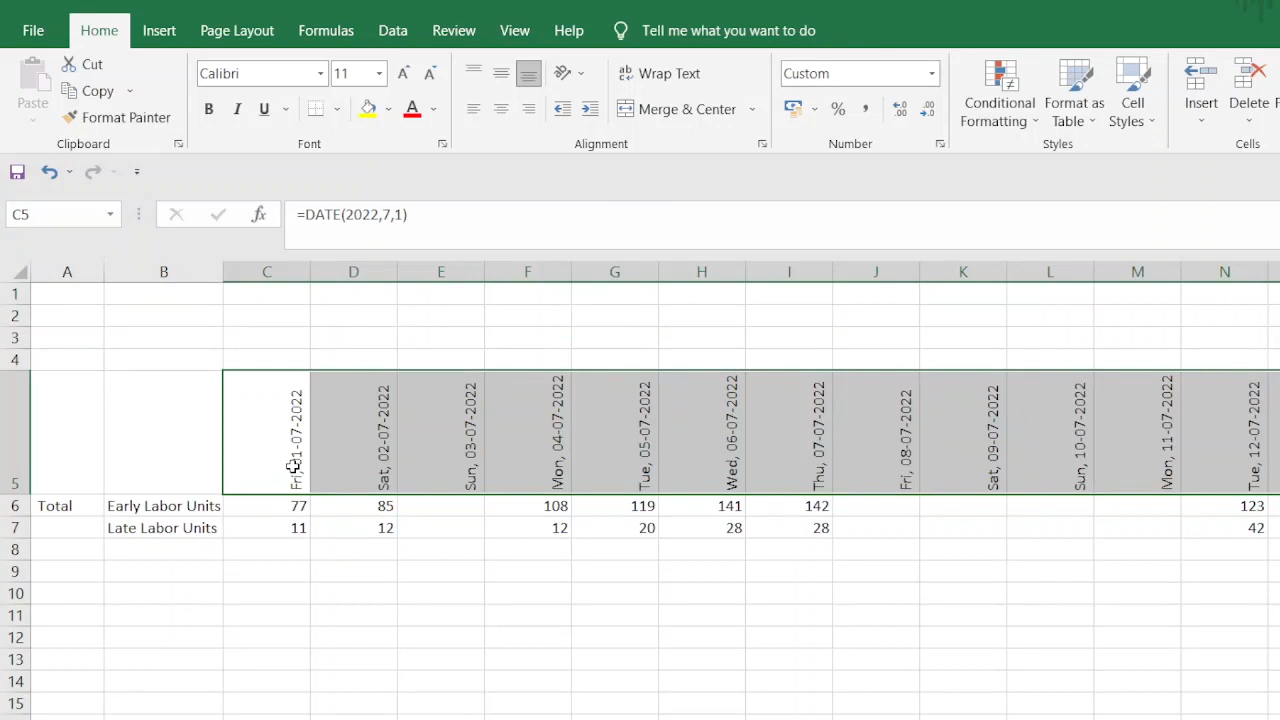 File Home Insert Page Layout Formulas Data Review View Help Tell me what you want to do
Paste
Cut
Copy
Format Painter
Clipboard
Calibri 11
B I U
Font
Wrap Text
Merge & Center
Alignment
Custom
Number
Conditional Formatting
Format as Table
Cell Styles
Styles
Insert
Delete
Cells
C5 fx =DATE(2022,7,1)
A B C D E F G H I J K L M N
1
2
3
4
5 Fri, 01-07-2022 Sat, 02-07-2022 Sun, 03-07-2022 Mon, 04-07-2022 Tue, 05-07-2022 Wed, 06-07-2022 Thu, 07-07-2022 Fri, 08-07-2022 Sat, 09-07-2022 Sun, 10-07-2022 Mon, 11-07-2022 Tue, 12-07-2022
6 Total Early Labor Units 77 85 108 119 141 142 123
7 Late Labor Units 11 12 12 20 28 28 42
8
9
10
11
12
13
14
15